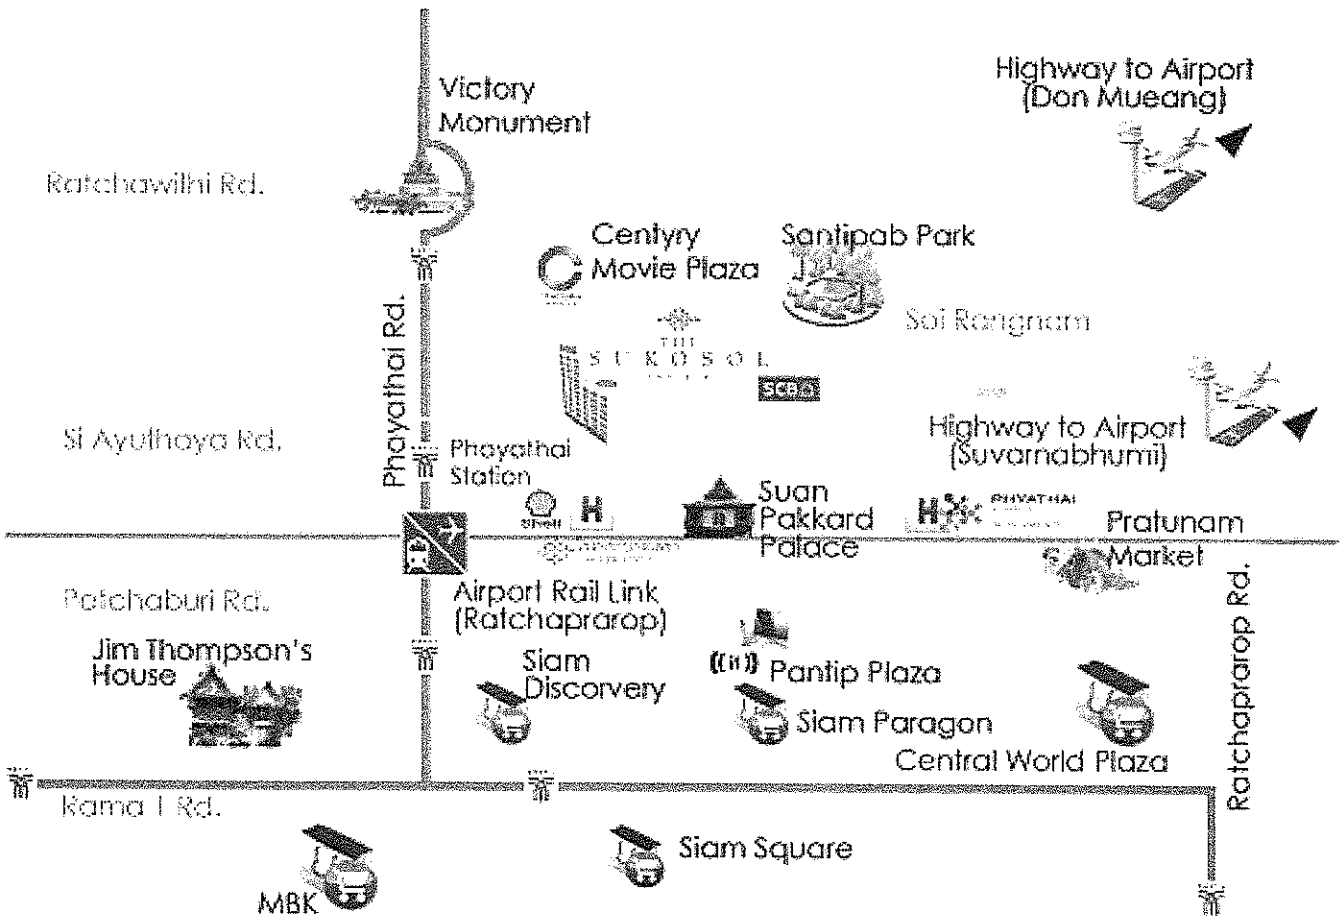 Victory
Monument
Highway to Airport
(Don Mueang)
Ratchawithi Rd.
Centyry
Movie Plaza
Santipab Park
Soi Rangnam
Phayathai Rd.
THE
SUKOSOL
SCB
Si Ayuthaya Rd.
Phayathai
Station
Highway to Airport
(Suvarnabhumi)
Shell
H
Suan
Pakkard
Palace
H
PHYATHAI
Pratunam
Market
Patchaburi Rd.
Airport Rail Link
(Ratchaprarop)
Ratchaprarop Rd.
Jim Thompson's
House
Siam
Discorvery
Pantip Plaza
Siam Paragon
Central World Plaza
Rama 1 Rd.
MBK
Siam Square